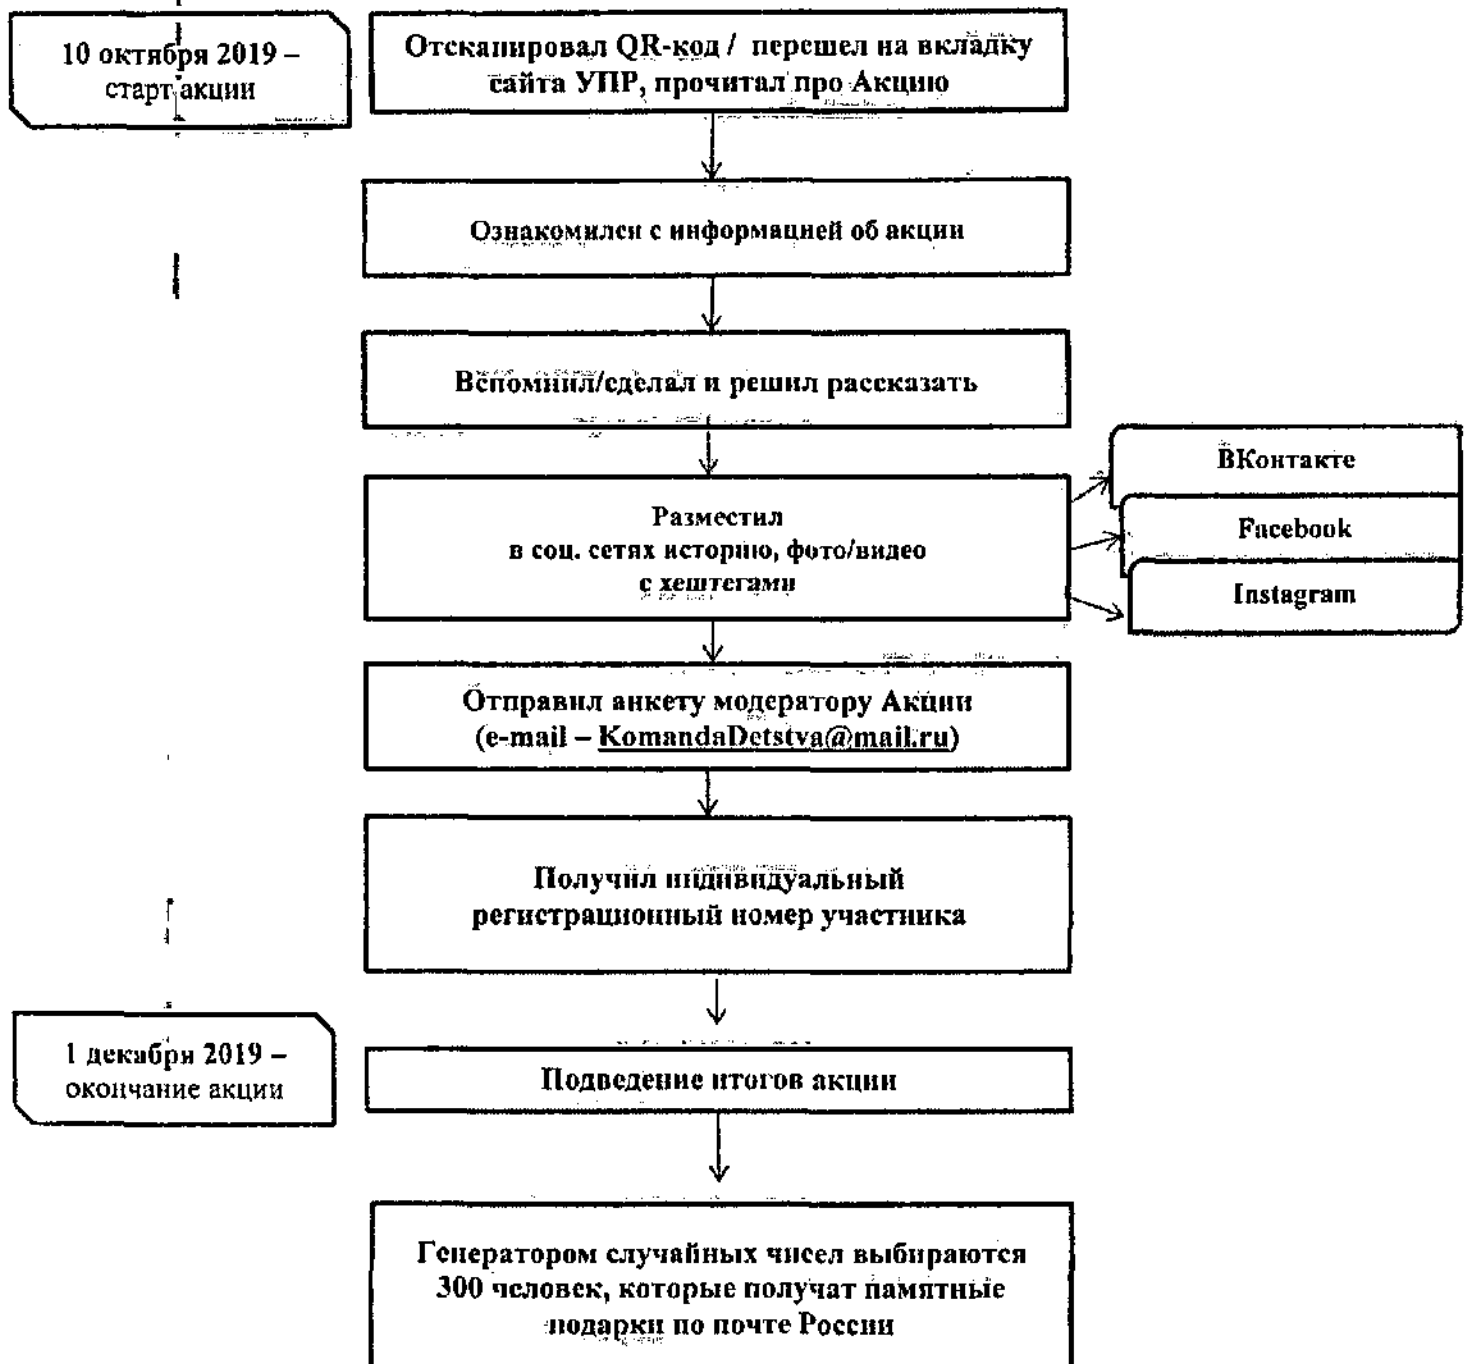 10 октября 2019 –
старт акции
Отсканировал QR-код / перешел на вкладку
сайта УПР, прочитал про Акцию
Ознакомился с информацией об акции
Вспомнил/сделал и решил рассказать
Разместил
в соц. сетях историю, фото/видео
с хештегами
ВКонтакте
Facebook
Instagram
Отправил анкету модератору Акции
(e-mail – KomandaDetstva@mail.ru)
Получил индивидуальный
регистрационный номер участника
1 декабря 2019 –
окончание акции
Подведение итогов акции
Генератором случайных чисел выбираются
300 человек, которые получат памятные
подарки по почте России